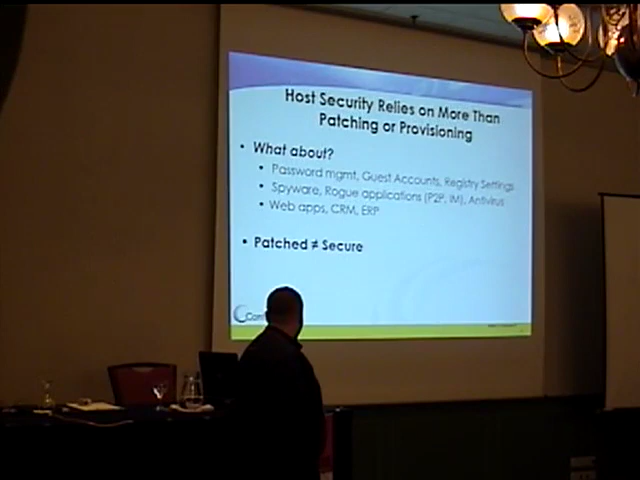 Host Security Relies on More Than
Patching or Provisioning
• What about?
• Password mgmt, Guest Accounts, Registry Settings
• Spyware, Rogue applications (P2P, IM), Antivirus
• Web apps, CRM, ERP
• Patched ≠ Secure